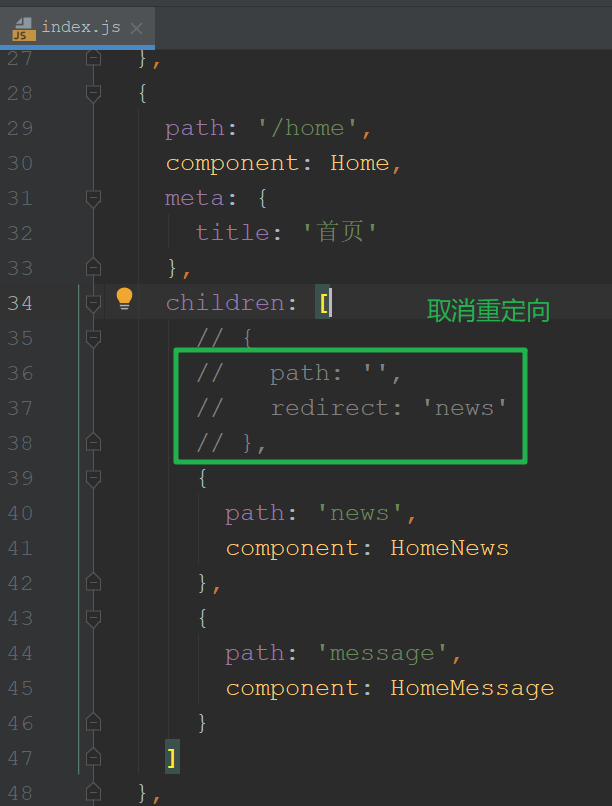 index.js
27 },
28 {
29 path: '/home',
30 component: Home,
31 meta: {
32 title: '首页'
33 },
34 children: [ 取消重定向
35 // {
36 // path: '',
37 // redirect: 'news'
38 // },
39 {
40 path: 'news',
41 component: HomeNews
42 },
43 {
44 path: 'message',
45 component: HomeMessage
46 }
47 ]
48 },